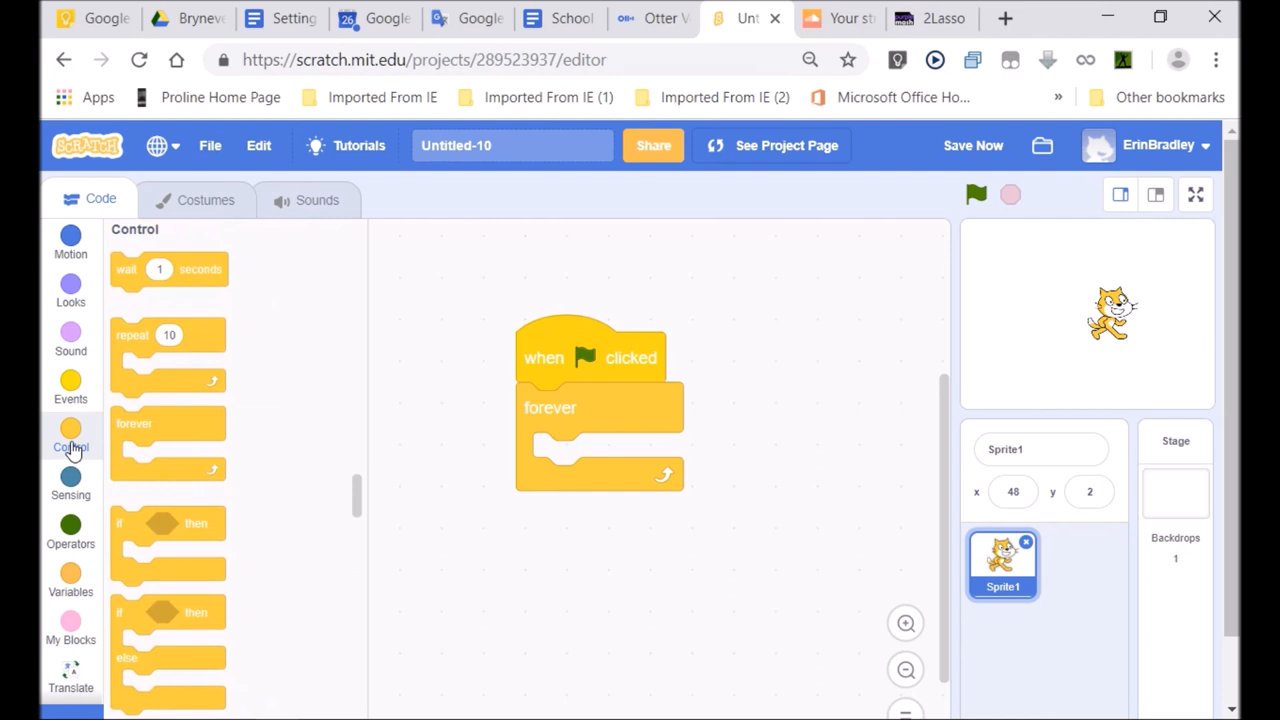 Google
Bryneve
Setting
26 Google
Google
School
Otter V
Unt
Your st
2Lasso
https://scratch.mit.edu/projects/289523937/editor
Apps
Proline Home Page
Imported From IE
Imported From IE (1)
Imported From IE (2)
Microsoft Office Ho...
»
Other bookmarks
SCRATCH
File
Edit
Tutorials
Untitled-10
Share
See Project Page
Save Now
ErinBradley
Code
Costumes
Sounds
Motion
Looks
Sound
Events
Control
Sensing
Operators
Variables
My Blocks
Translate
Control
wait 1 seconds
repeat 10
forever
if then
if then
else
when clicked
forever
Sprite1
x 48 y 2
Sprite1
Stage
Backdrops
1